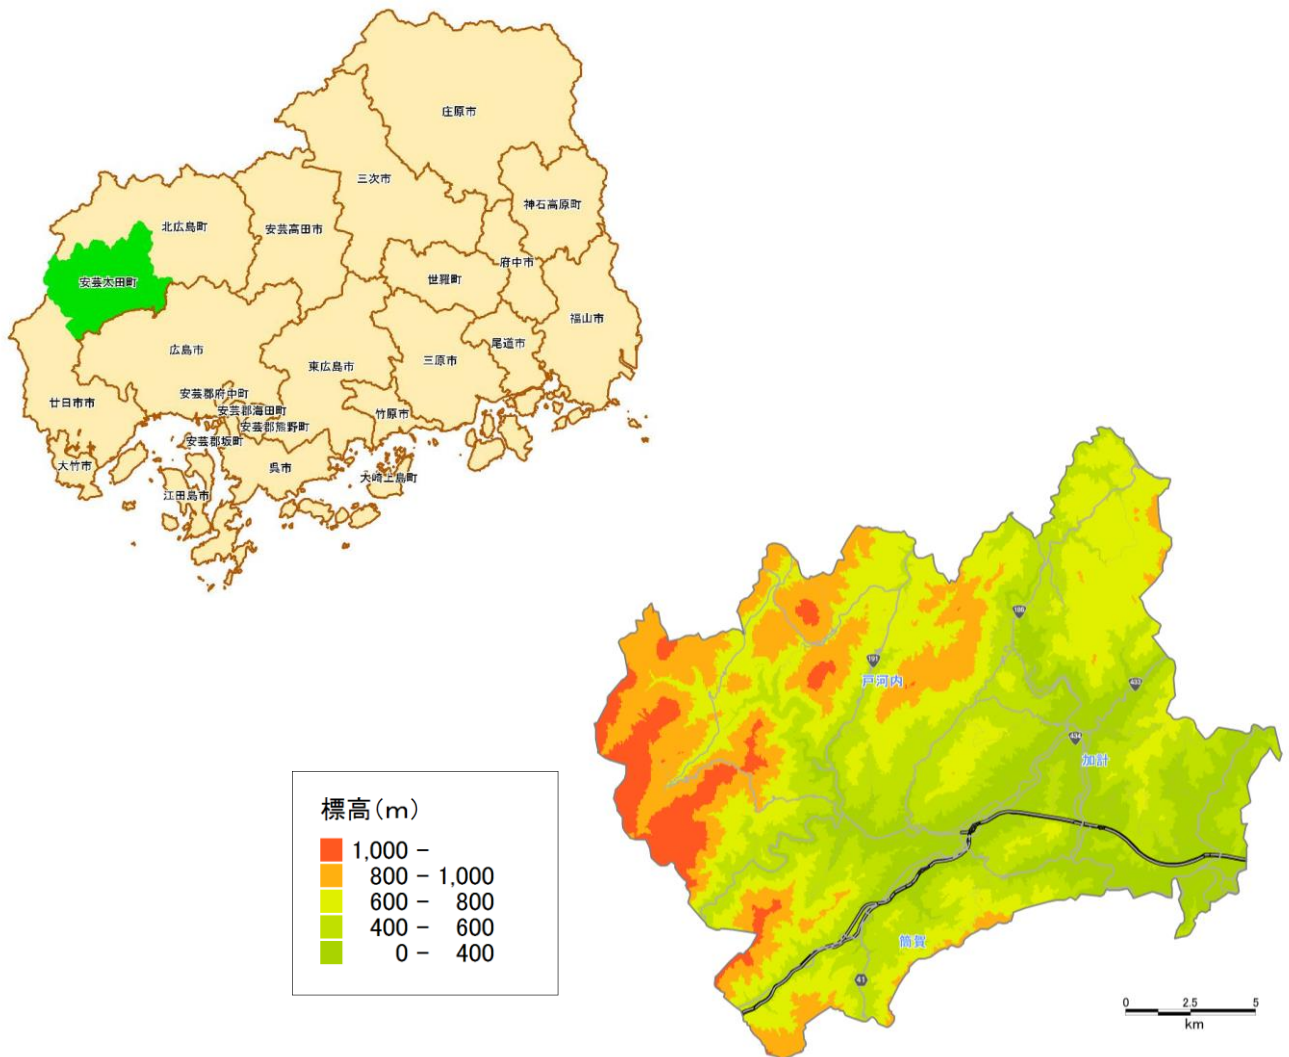 庄原市
三次市
神石高原町
北広島町
安芸高田市
府中市
安芸太田町
世羅町
福山市
尾道市
広島市
三原市
東広島市
安芸郡府中町
廿日市市
安芸郡海田町
竹原市
安芸郡熊野町
安芸郡坂町
大竹市
呉市
大崎上島町
江田島市
186
191
戸河内
433
434
加計
標高(m)
1,000 -
800 - 1,000
600 - 800
400 - 600
0 - 400
筒賀
41
0 2.5 5
km